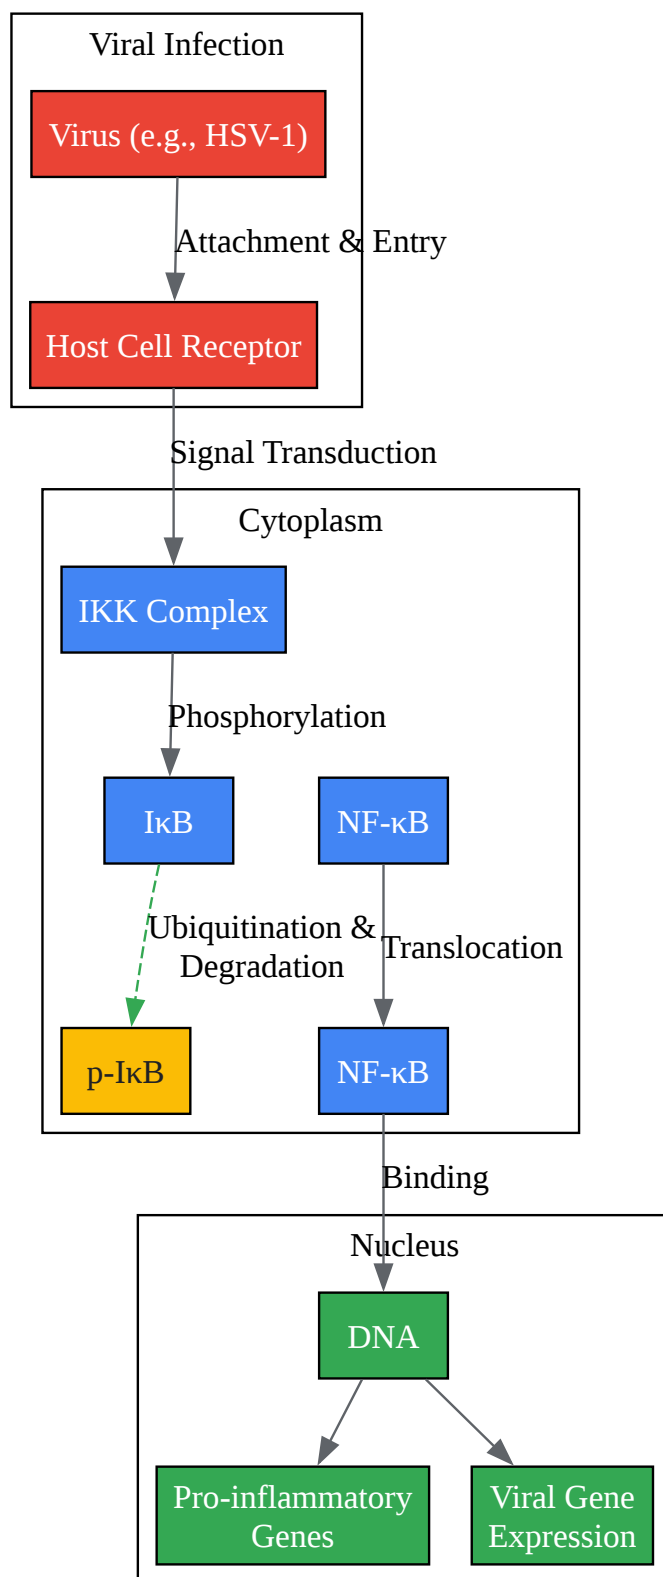 Viral Infection
Virus (e.g., HSV-1)
Attachment & Entry
Host Cell Receptor
Signal Transduction
Cytoplasm
IKK Complex
Phosphorylation
IκB
NF-κB
Ubiquitination &
Degradation
Translocation
p-IκB
NF-κB
Binding
Nucleus
DNA
Pro-inflammatory
Genes
Viral Gene
Expression